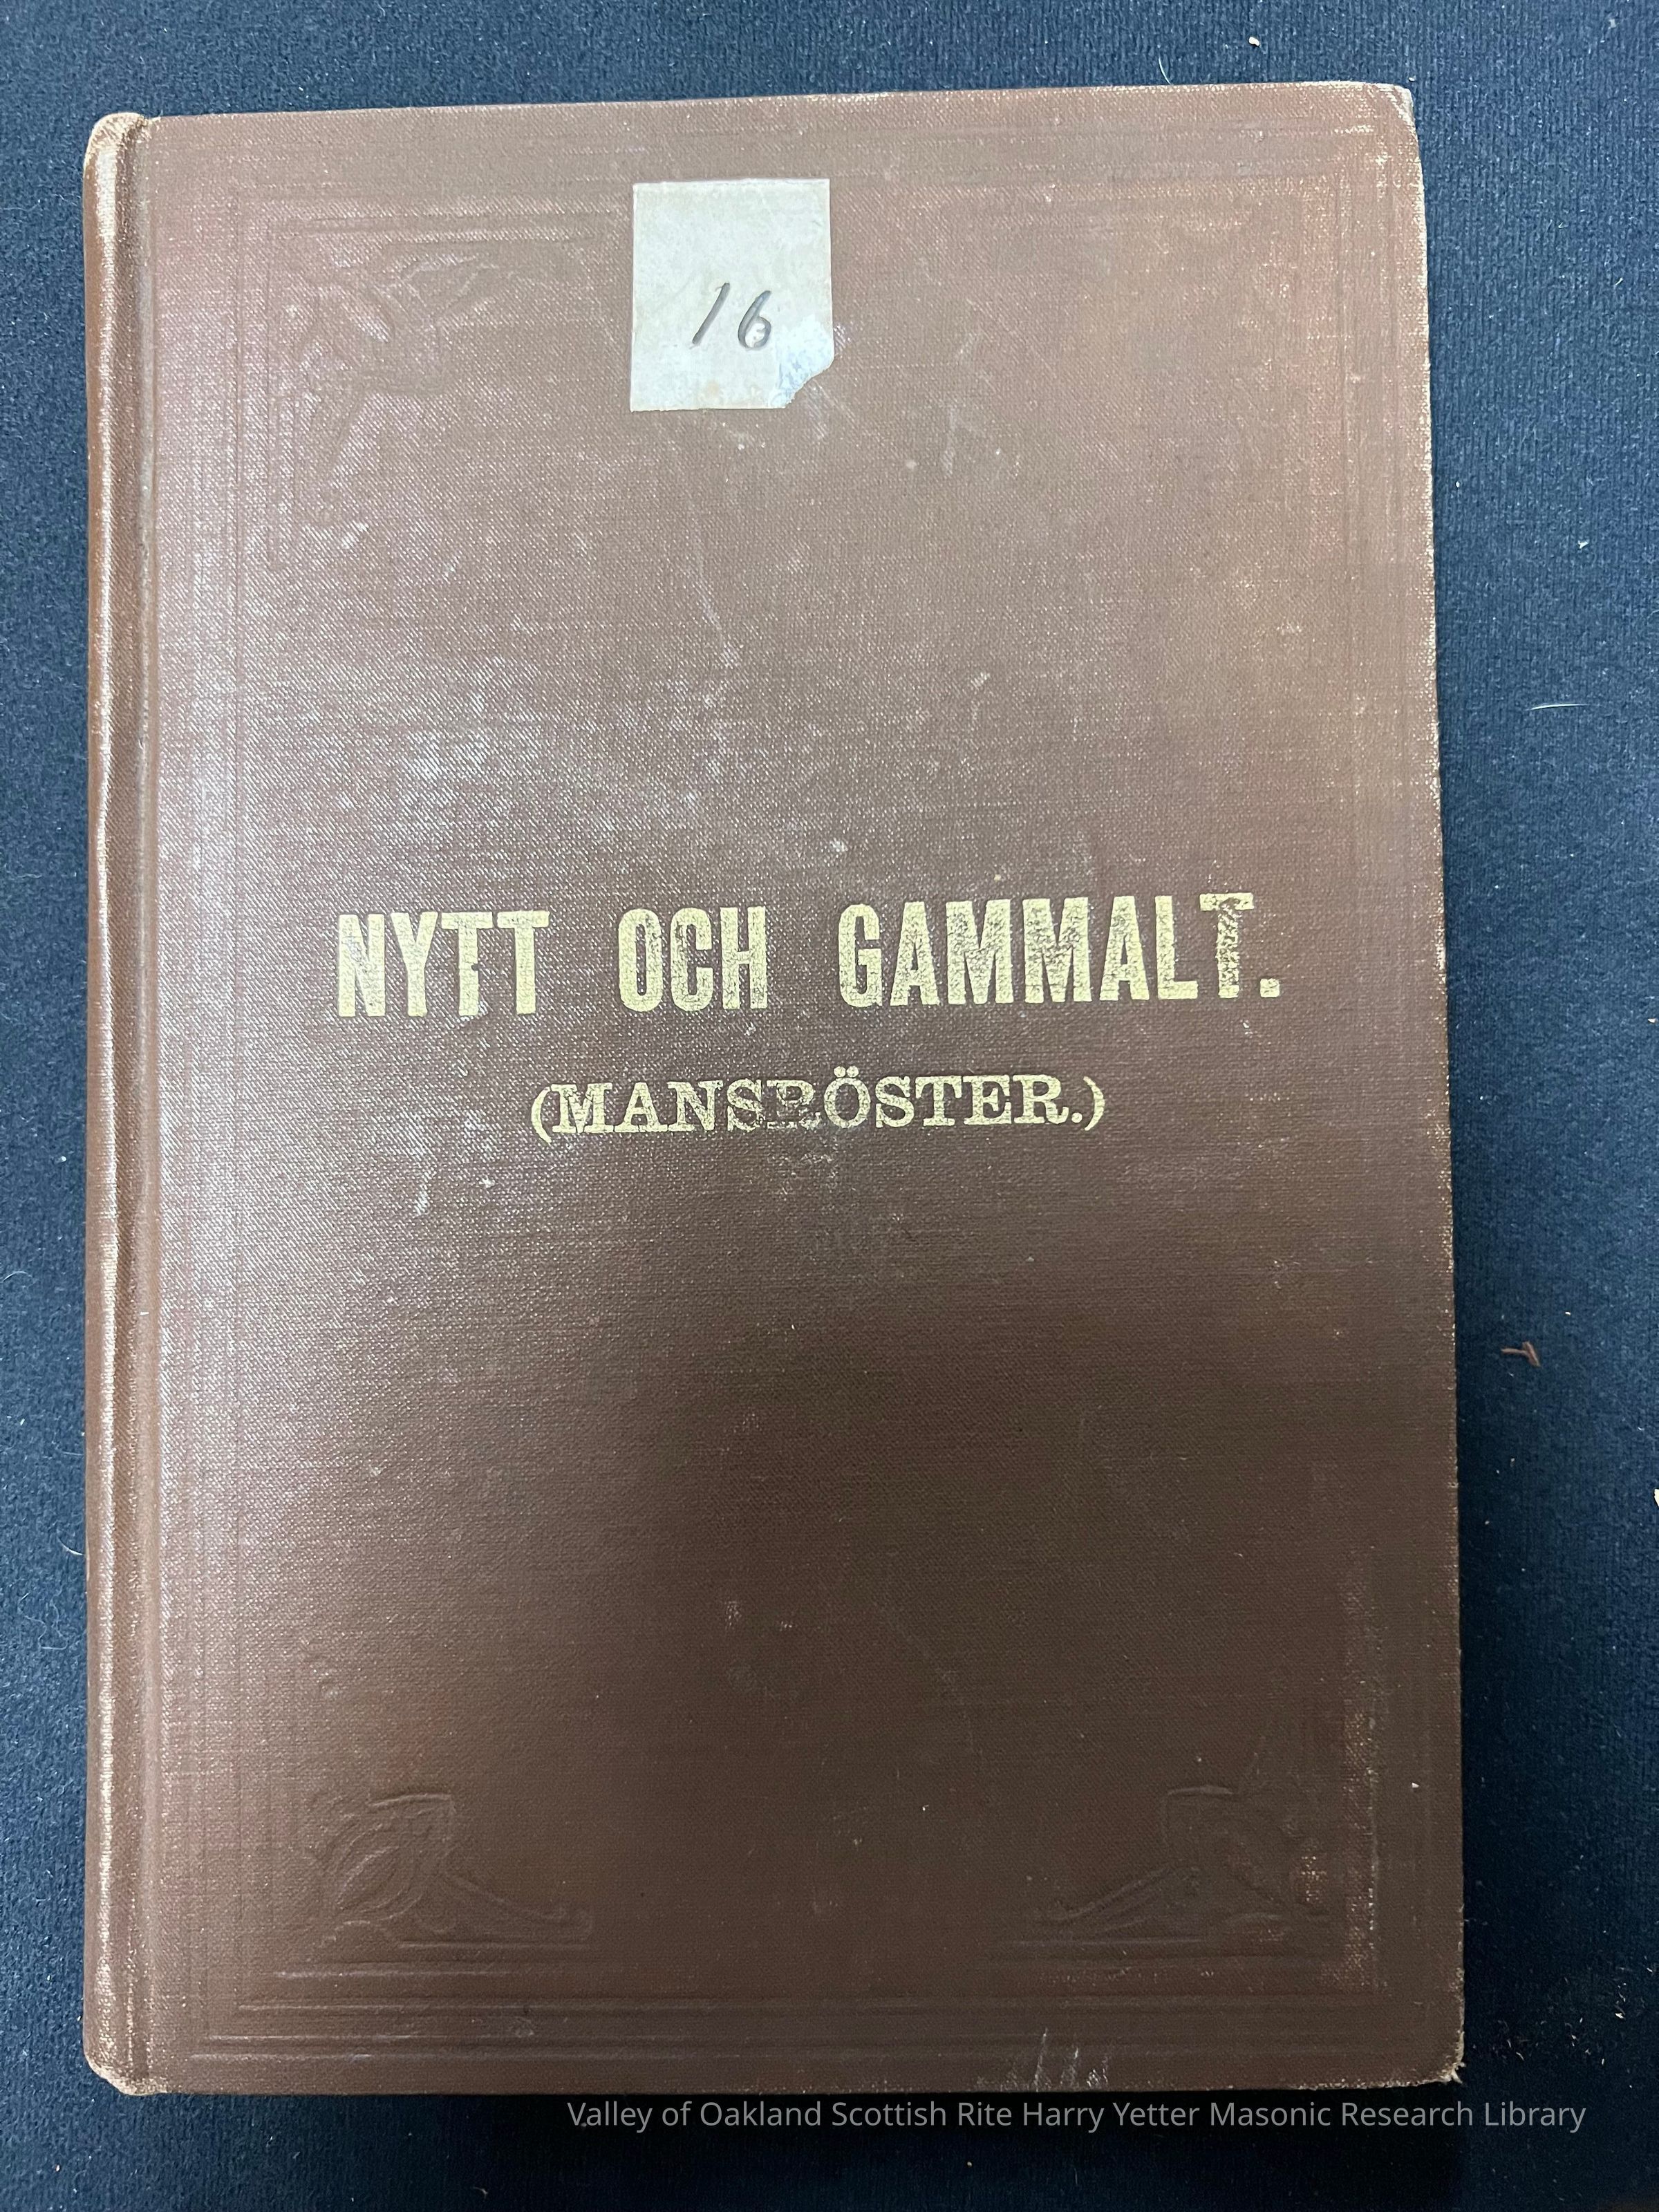 16
NYTT OCH GAMMALT.
(MANSRÖSTER.)
Valley of Oakland Scottish Rite Harry Yetter Masonic Research Library